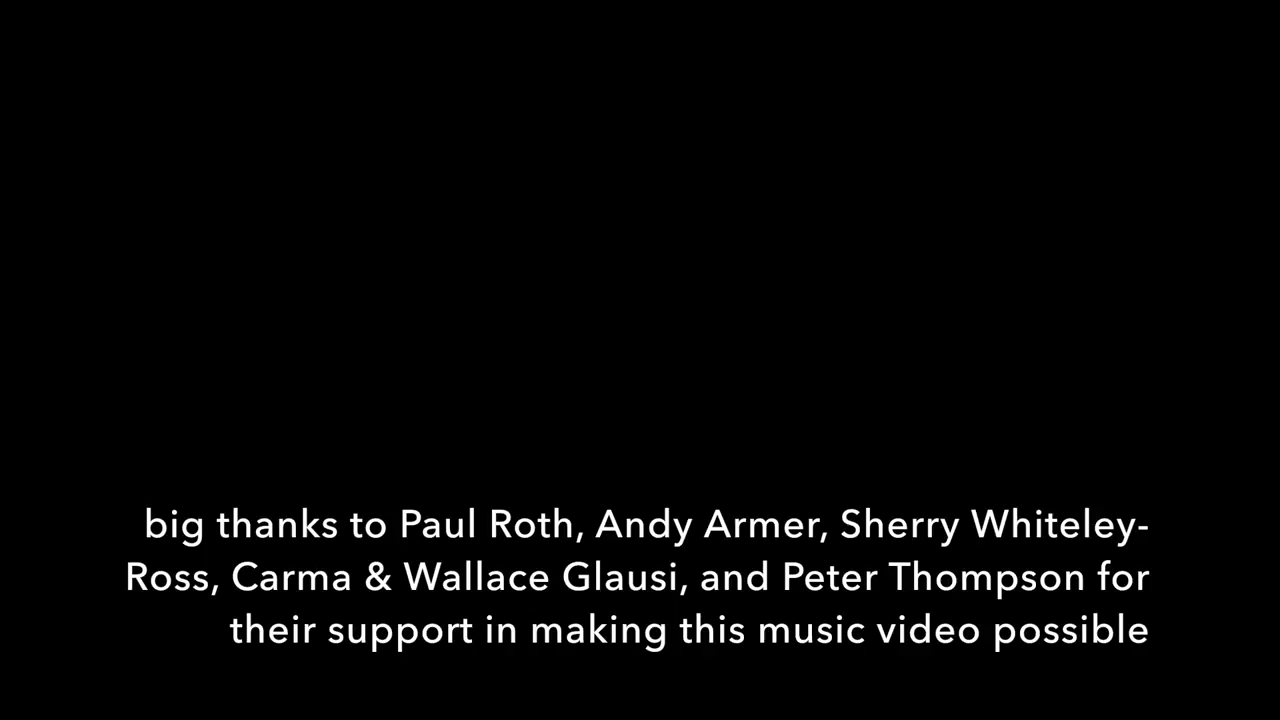 big thanks to Paul Roth, Andy Armer, Sherry Whiteley-
Ross, Carma & Wallace Glausi, and Peter Thompson for
their support in making this music video possible